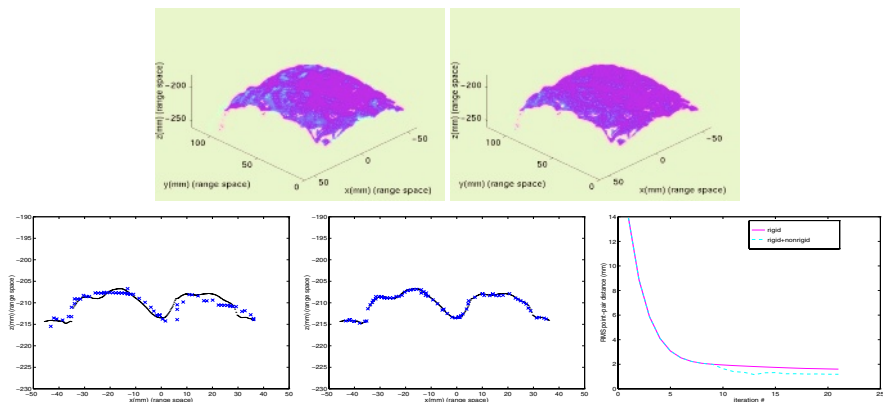 z(mm) (range space)
−200
−250
100
50
0
y(mm) (range space)
50
0
−50
x(mm) (range space)
z(mm) (range space)
−200
−250
100
50
0
y(mm) (range space)
50
0
−50
x(mm) (range space)
−190
−195
−200
−205
−210
−215
−220
−225
−230
z(mm) (range space)
−50 −40 −30 −20 −10 0 10 20 30 40 50
x(mm) (range space)
−190
−195
−200
−205
−210
−215
−220
−225
−230
z(mm) (range space)
−50 −40 −30 −20 −10 0 10 20 30 40 50
x(mm) (range space)
14
12
10
8
6
4
2
0
RMS point-pair distance (mm)
rigid
rigid+nonrigid
0 5 10 15 20 25
iteration #